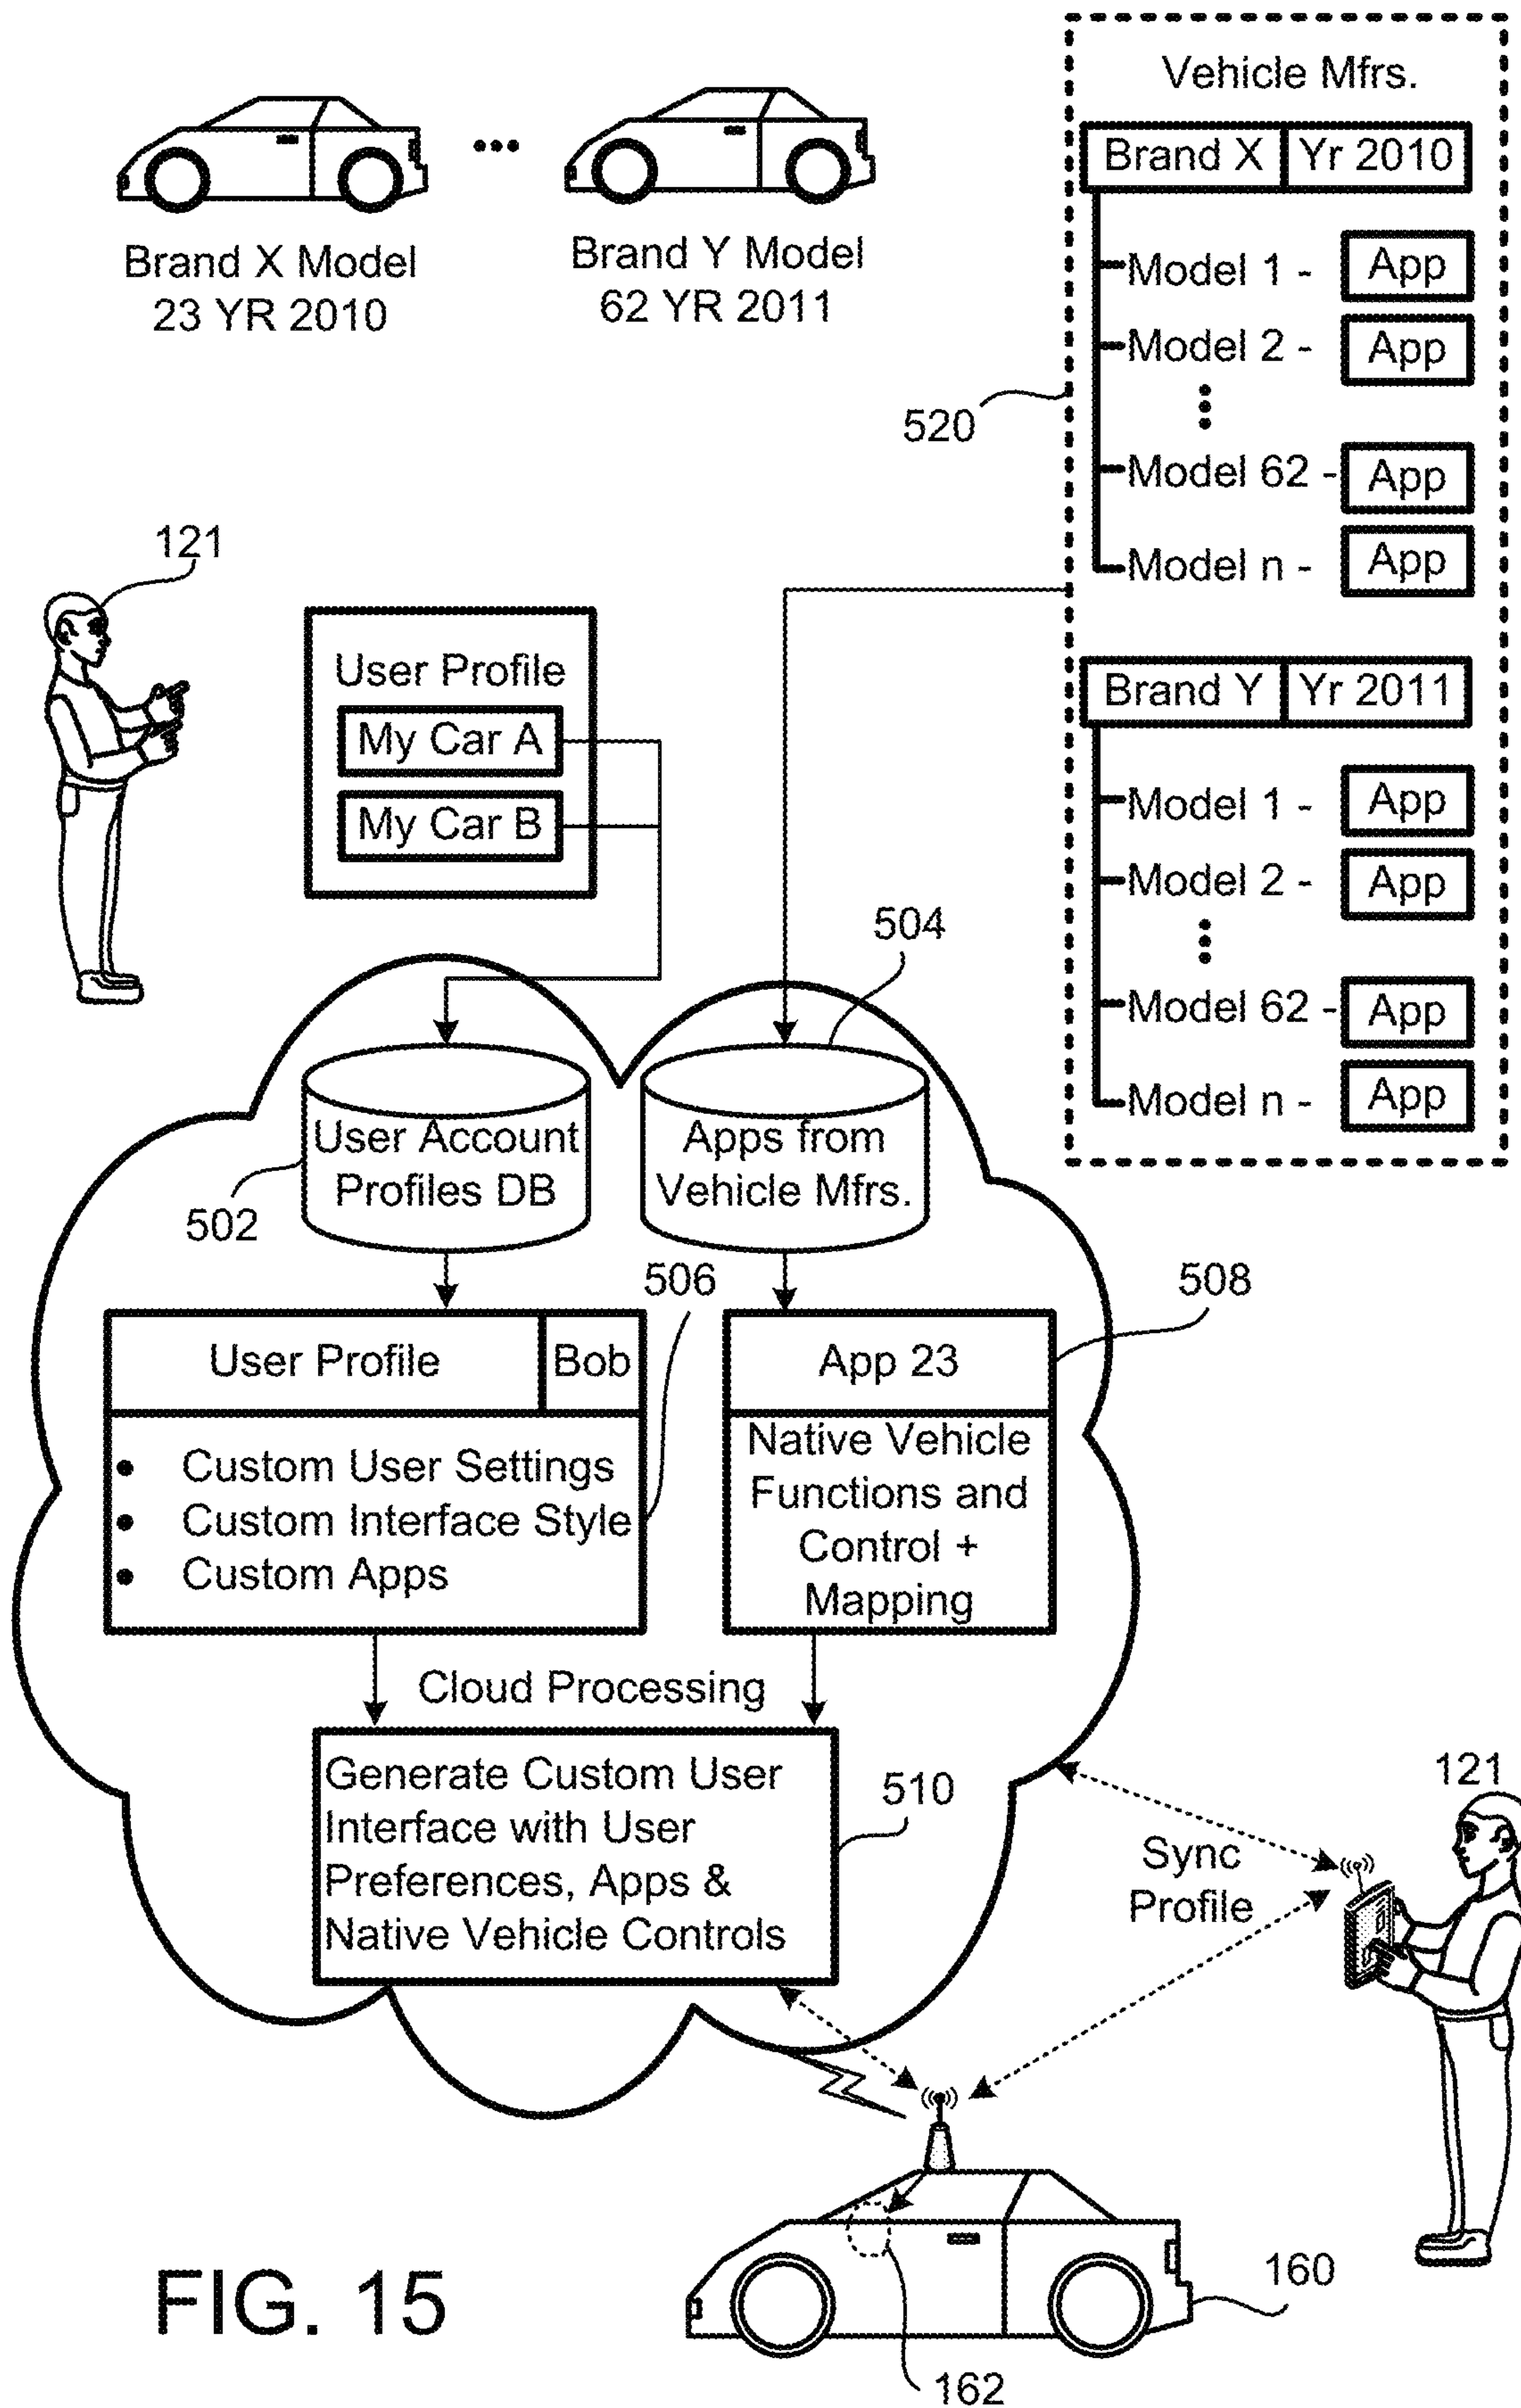 Vehicle Mfrs.
Brand X Yr 2010
Model 1 - App
Model 2 - App
Model 62 - App
Model n - App
Brand Y Yr 2011
Model 1 - App
Model 2 - App
Model 62 - App
Model n - App
520
Brand X Model
23 YR 2010
Brand Y Model
62 YR 2011
121
User Profile
My Car A
My Car B
504
User Account
Profiles DB
502
Apps from
Vehicle Mfrs.
506
508
User Profile Bob
• Custom User Settings
• Custom Interface Style
• Custom Apps
App 23
Native Vehicle
Functions and
Control +
Mapping
Cloud Processing
Generate Custom User
Interface with User
Preferences, Apps &
Native Vehicle Controls
510
121
Sync
Profile
160
162
FIG. 15